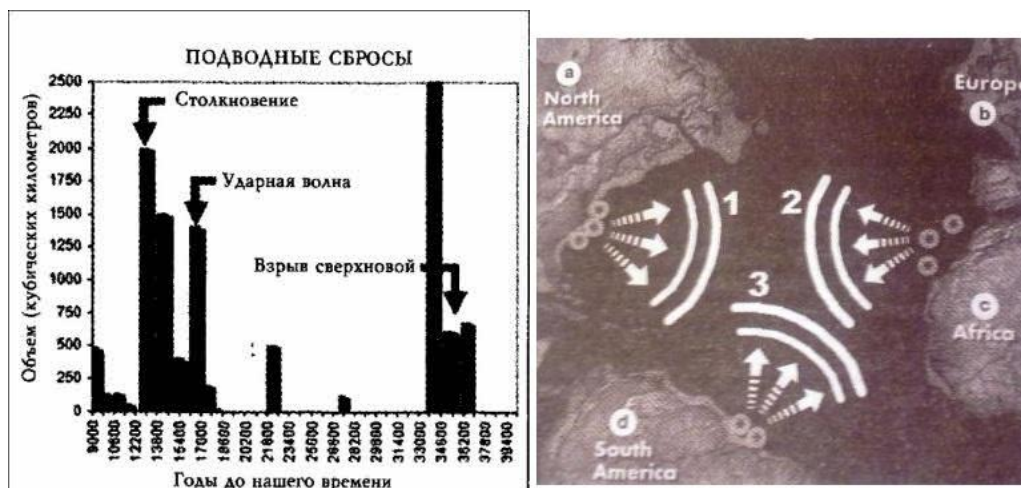 ПОДВОДНЫЕ СБРОСЫ
Объем (кубических километров)
2500
2250
2000
1750
1500
1250
1000
750
500
250
0
Столкновение
Ударная волна
Взрыв сверхновой
9000
10600
12200
13800
15400
17000
18600
20200
21800
23400
25000
26600
28200
29800
31400
33000
34600
36200
37800
39400
Годы до нашего времени
a
North
America
Europe
b
1
2
3
c
Africa
d
South
America